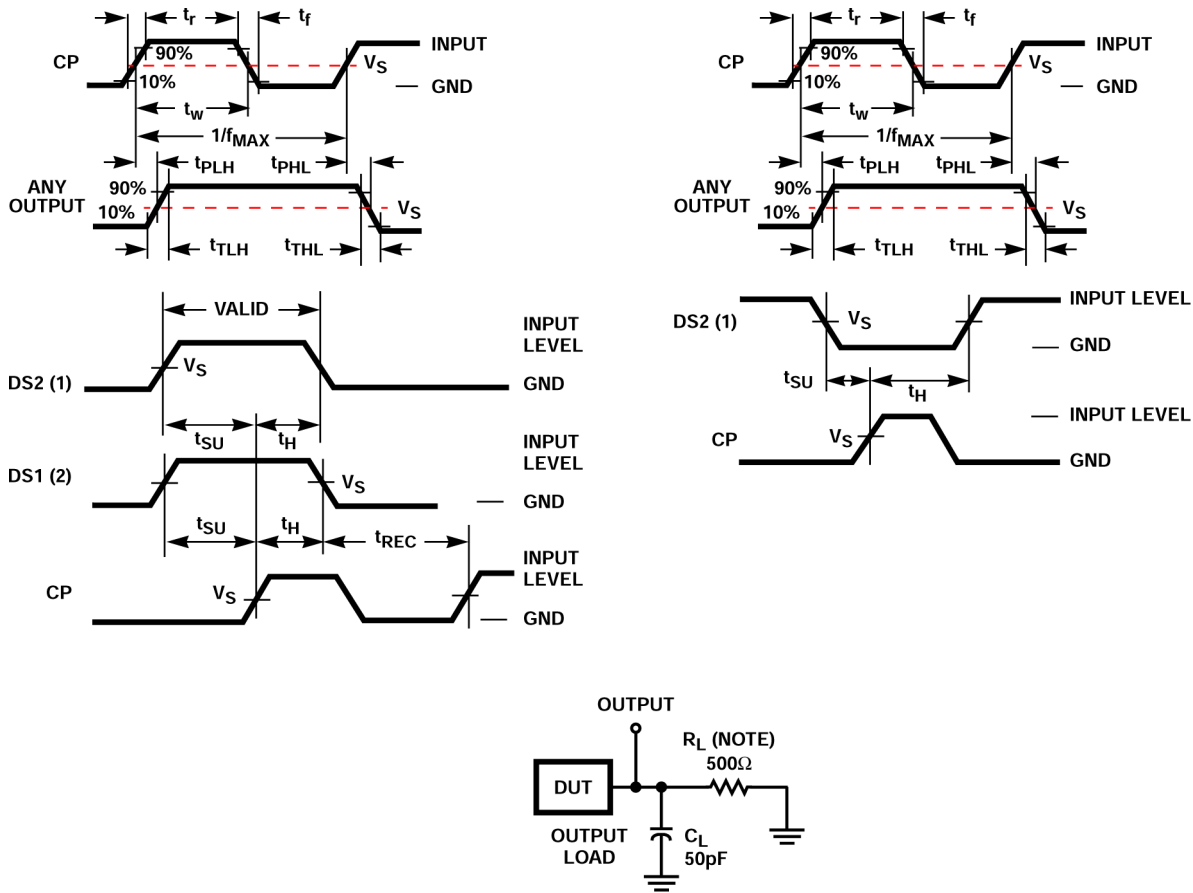 tr
tf
CP
90%
10%
INPUT
VS
GND
tw
1/fMAX
tPLH
tPHL
ANY
OUTPUT
90%
10%
VS
tTLH
tTHL
VALID
DS2 (1)
VS
INPUT
LEVEL
GND
tSU
tH
DS1 (2)
VS
INPUT
LEVEL
GND
tSU
tH
tREC
CP
VS
INPUT
LEVEL
GND
tr
tf
CP
90%
10%
INPUT
VS
GND
tw
1/fMAX
tPLH
tPHL
ANY
OUTPUT
90%
10%
VS
tTLH
tTHL
DS2 (1)
VS
INPUT LEVEL
GND
tSU
tH
CP
VS
INPUT LEVEL
GND
OUTPUT
RL (NOTE)
500Ω
DUT
OUTPUT
LOAD
CL
50pF